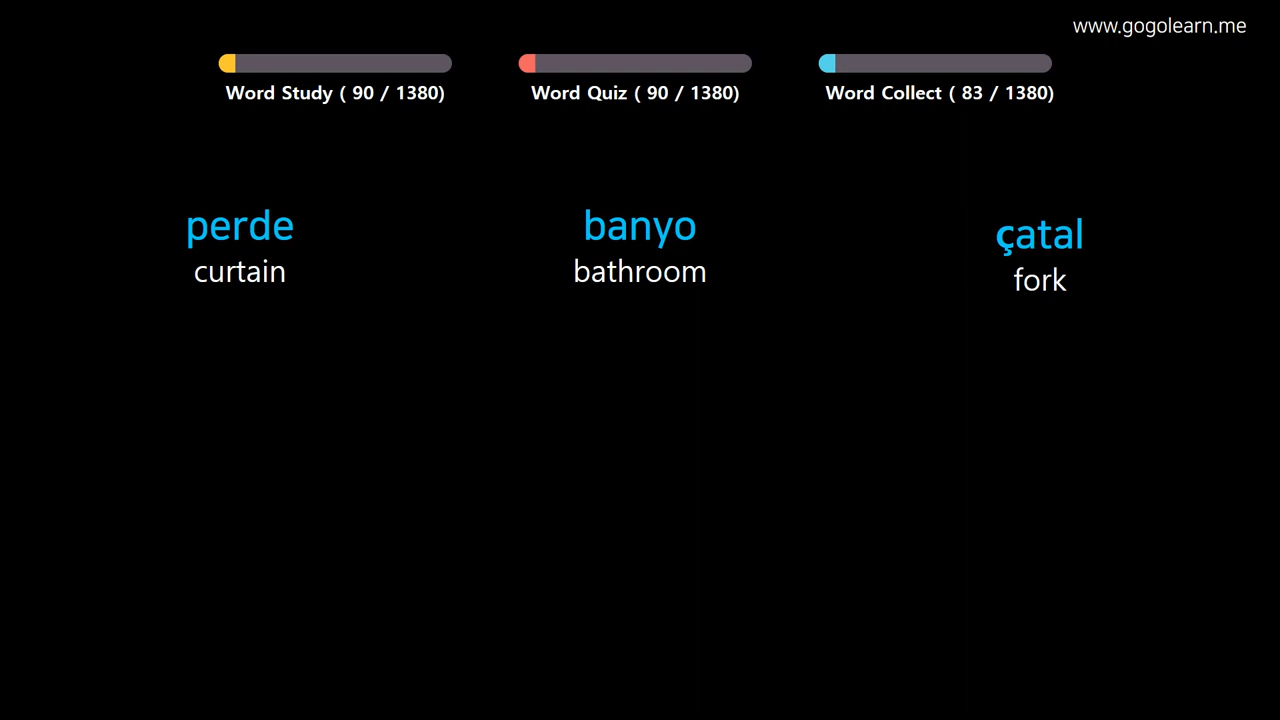 www.gogolearn.me
Word Study ( 90 / 1380)
Word Quiz ( 90 / 1380)
Word Collect ( 83 / 1380)
perde
curtain
banyo
bathroom
çatal
fork